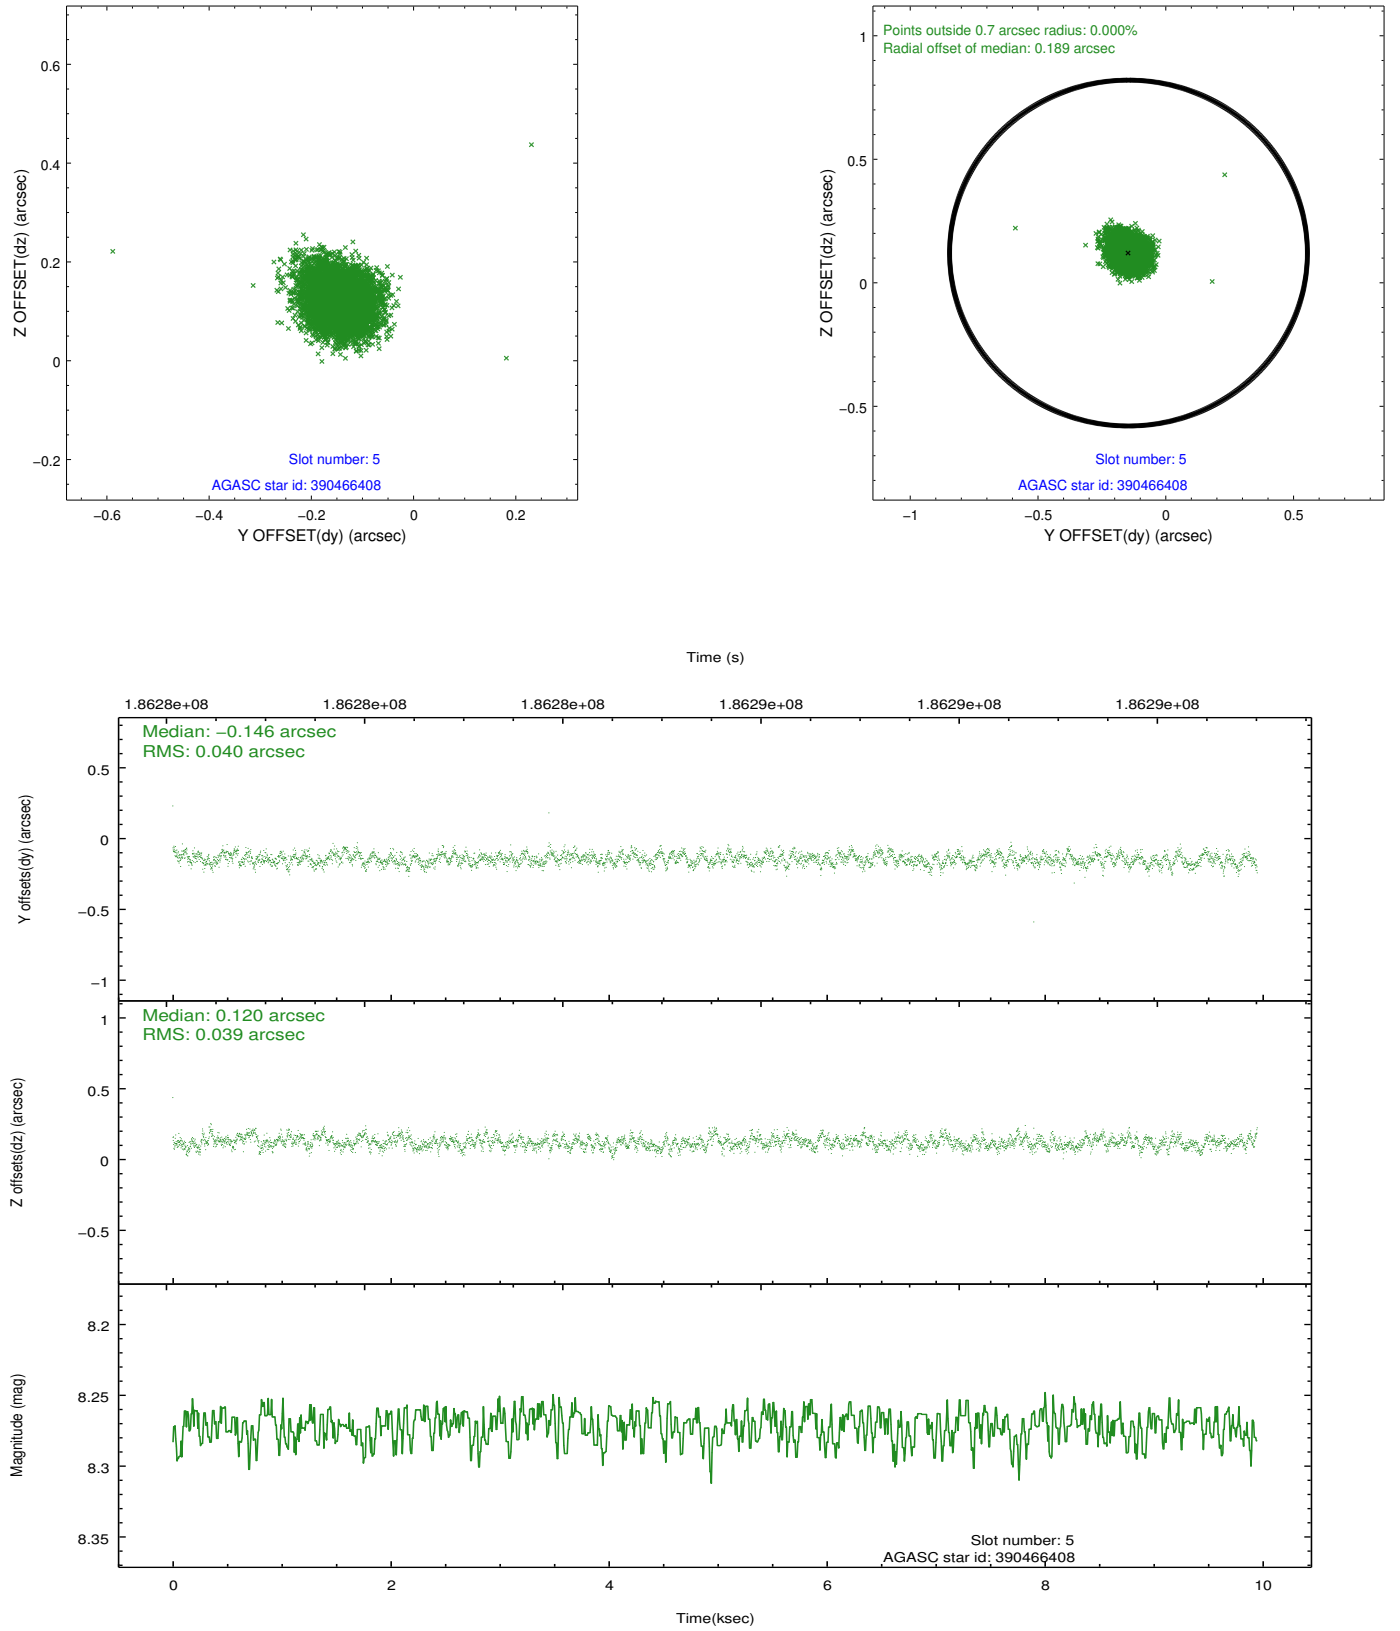 0.6
0.4
0.2
0
−0.2
Z OFFSET(dz) (arcsec)
Slot number: 5
AGASC star id: 390466408
−0.6 −0.4 −0.2 0 0.2
Y OFFSET(dy) (arcsec)
Points outside 0.7 arcsec radius: 0.000%
Radial offset of median: 0.189 arcsec
1
0.5
0
−0.5
Z OFFSET(dz) (arcsec)
Slot number: 5
AGASC star id: 390466408
−1 −0.5 0 0.5
Y OFFSET(dy) (arcsec)
Time (s)
1.8628e+08 1.8628e+08 1.8628e+08 1.8629e+08 1.8629e+08 1.8629e+08
Median: −0.146 arcsec
RMS: 0.040 arcsec
0.5
0
−0.5
−1
Y offsets(dy) (arcsec)
Median: 0.120 arcsec
RMS: 0.039 arcsec
1
0.5
0
−0.5
Z offsets(dz) (arcsec)
8.2
8.25
8.3
8.35
Magnitude (mag)
Slot number: 5
AGASC star id: 390466408
0 2 4 6 8 10
Time(ksec)